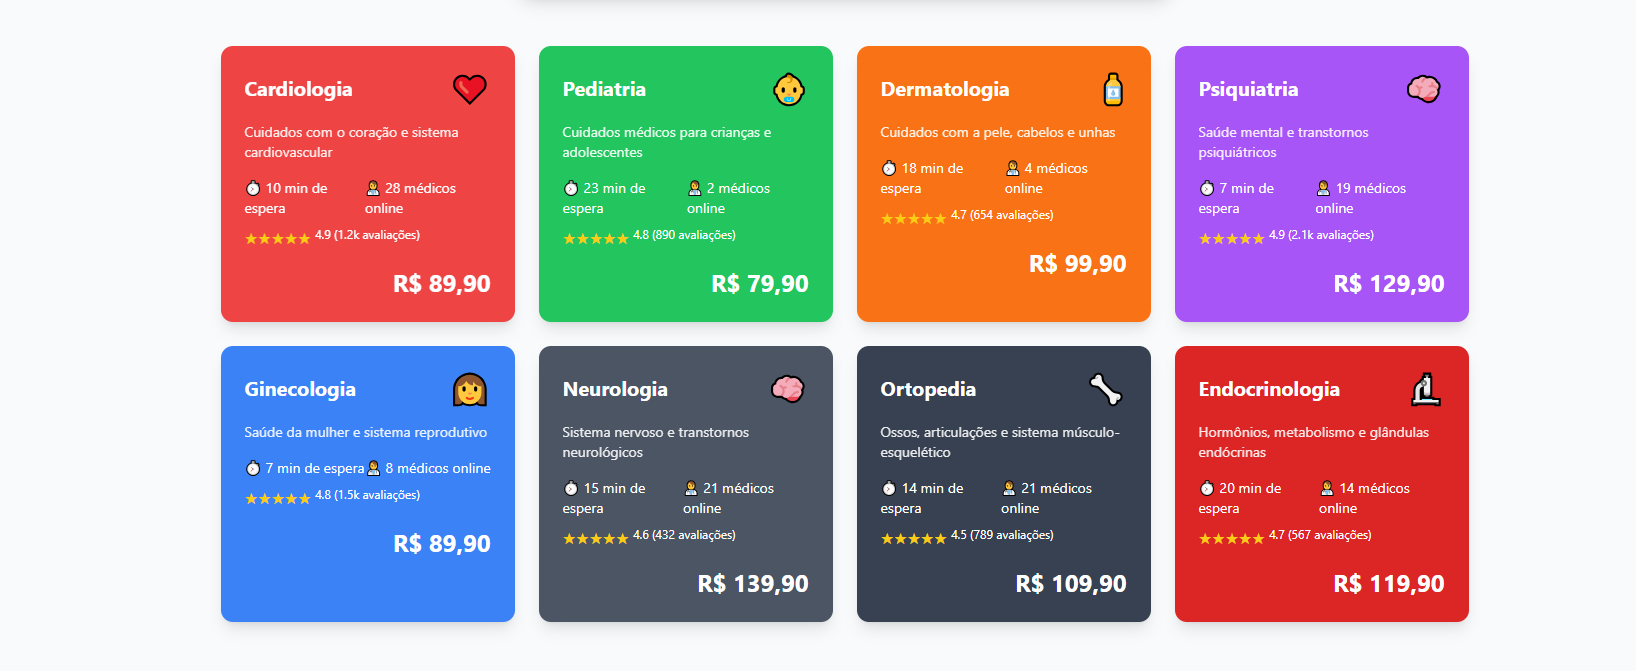 Cardiologia
Cuidados com o coração e sistema
cardiovascular
10 min de
espera
28 médicos
online
4.9 (1.2k avaliações)
R$ 89,90
Pediatria
Cuidados médicos para crianças e
adolescentes
23 min de
espera
2 médicos
online
4.8 (890 avaliações)
R$ 79,90
Dermatologia
Cuidados com a pele, cabelos e unhas
18 min de
espera
4 médicos
online
4.7 (654 avaliações)
R$ 99,90
Psiquiatria
Saúde mental e transtornos
psiquiátricos
7 min de
espera
19 médicos
online
4.9 (2.1k avaliações)
R$ 129,90
Ginecologia
Saúde da mulher e sistema reprodutivo
7 min de espera 8 médicos online
4.8 (1.5k avaliações)
R$ 89,90
Neurologia
Sistema nervoso e transtornos
neurológicos
15 min de
espera
21 médicos
online
4.6 (432 avaliações)
R$ 139,90
Ortopedia
Ossos, articulações e sistema músculo-
esquelético
14 min de
espera
21 médicos
online
4.5 (789 avaliações)
R$ 109,90
Endocrinologia
Hormônios, metabolismo e glândulas
endócrinas
20 min de
espera
14 médicos
online
4.7 (567 avaliações)
R$ 119,90